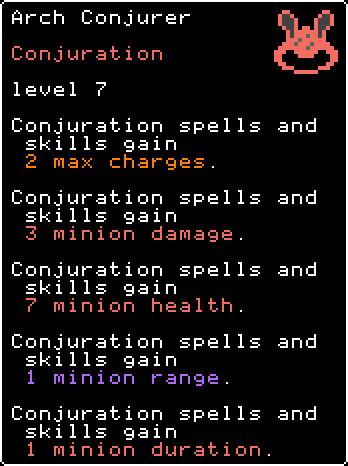 Arch Conjurer
Conjuration
level 7
Conjuration spells and
skills gain
2 max charges.
Conjuration spells and
skills gain
3 minion damage.
Conjuration spells and
skills gain
7 minion health.
Conjuration spells and
skills gain
1 minion range.
Conjuration spells and
skills gain
1 minion duration.